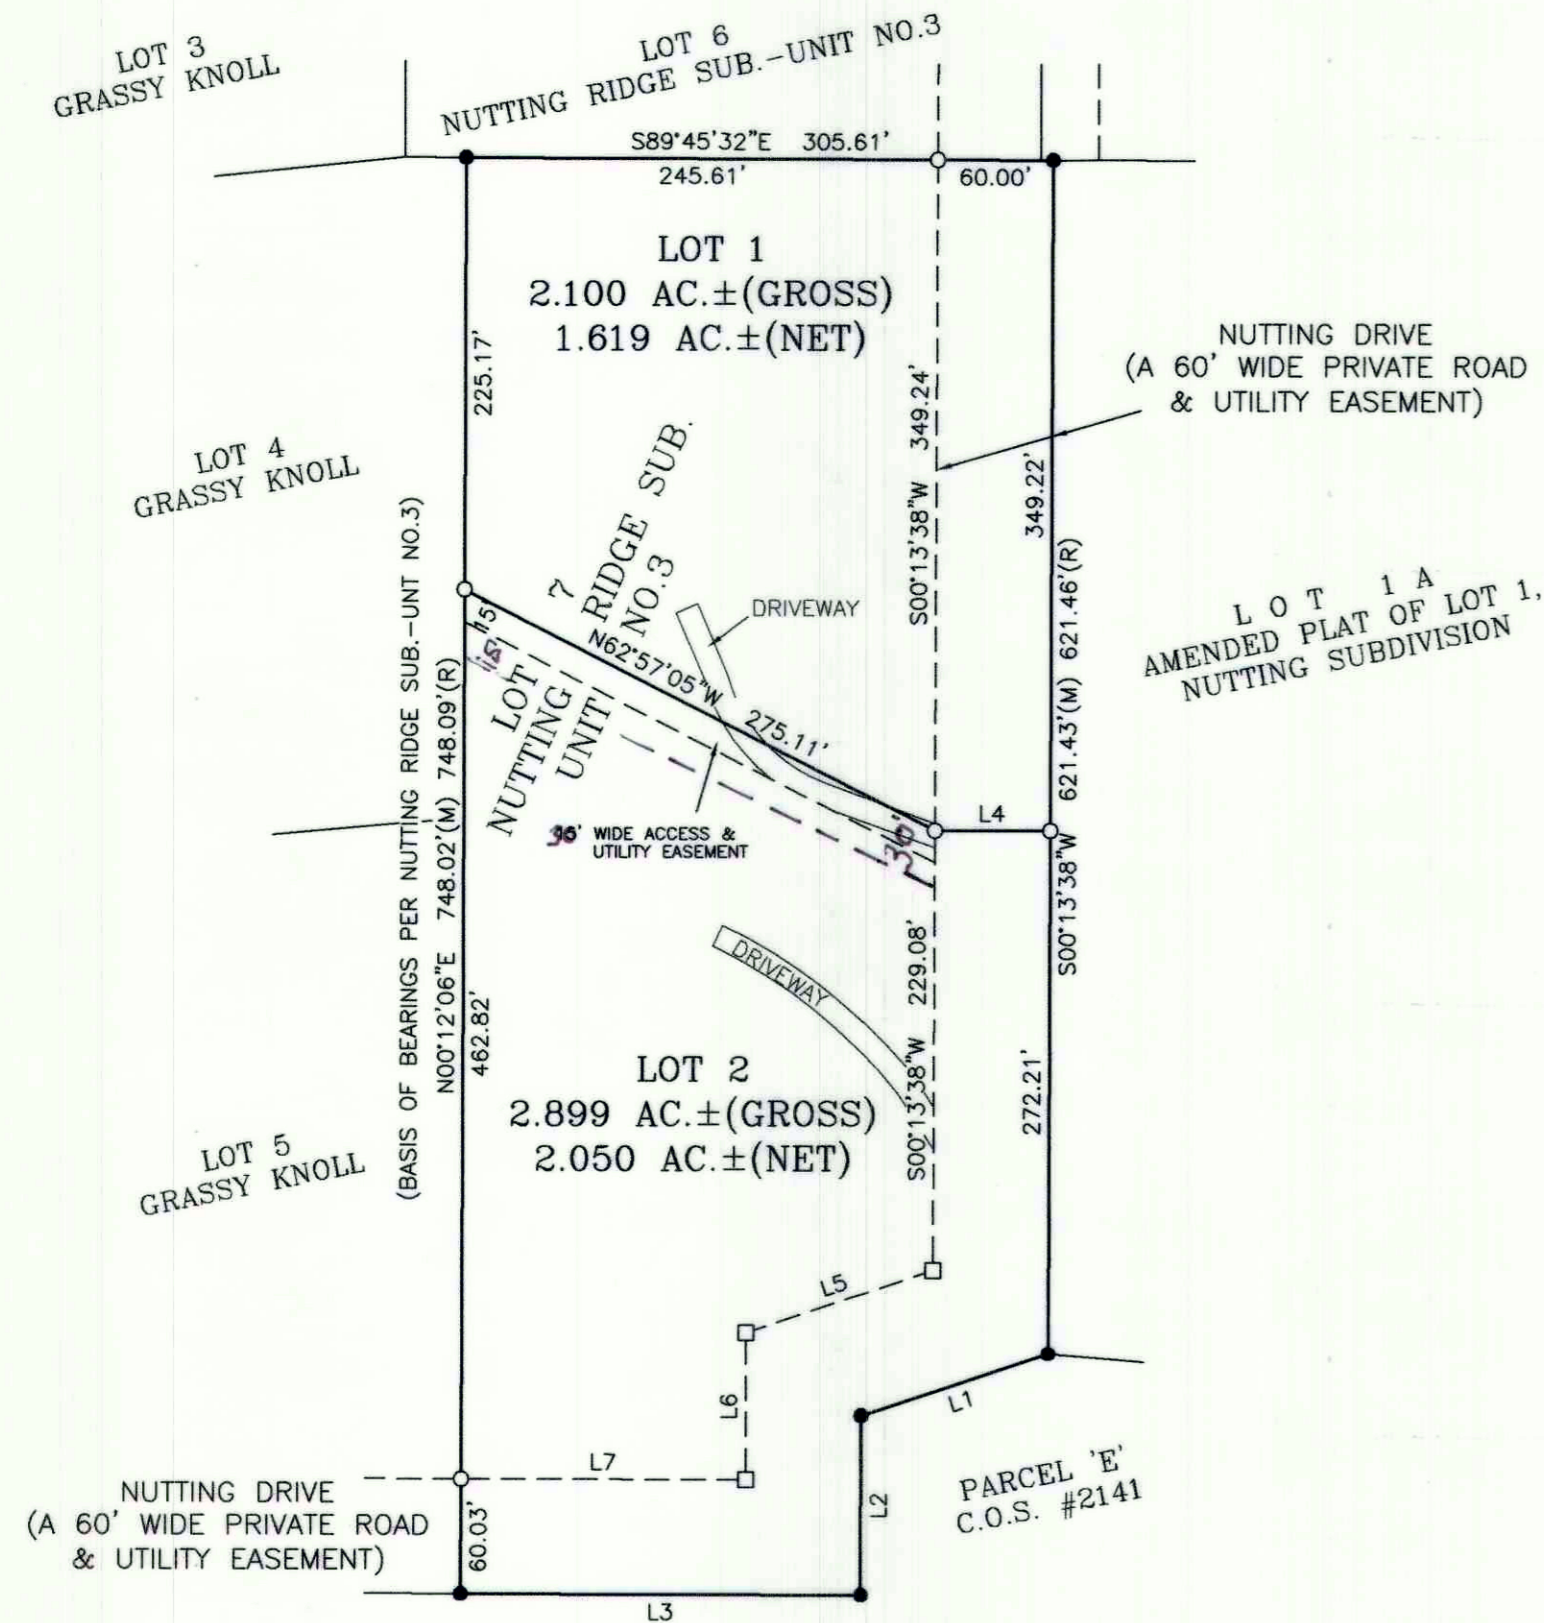 LOT 3
GRASSY KNOLL
LOT 6
NUTTING RIDGE SUB.-UNIT NO.3
S89°45'32"E 305.61'
245.61'
60.00'
LOT 1
2.100 AC.±(GROSS)
1.619 AC.±(NET)
225.17'
NUTTING DRIVE
(A 60' WIDE PRIVATE ROAD
& UTILITY EASEMENT)
S00°13'38"W 349.24'
349.22'
LOT 4
GRASSY KNOLL
(BASIS OF BEARINGS PER NUTTING RIDGE SUB.-UNT NO.3)
N00°12'06"E 748.02'(M) 748.09'(R)
462.82'
LOT 7
NUTTING RIDGE SUB.
UNIT NO.3
DRIVEWAY
15'
15'
N62°57'05"W 275.11'
WIDE ACCESS &
UTILITY EASEMENT
30'
L4
S00°13'38"W 621.43'(M) 621.46'(R)
LOT 1A
AMENDED PLAT OF LOT 1,
NUTTING SUBDIVISION
DRIVEWAY
S00°13'38"W 229.08'
272.21'
LOT 2
2.899 AC.±(GROSS)
2.050 AC.±(NET)
LOT 5
GRASSY KNOLL
L5
L6
L1
L7
L2
PARCEL 'E'
C.O.S. #2141
NUTTING DRIVE
(A 60' WIDE PRIVATE ROAD
& UTILITY EASEMENT)
60.03'
L3